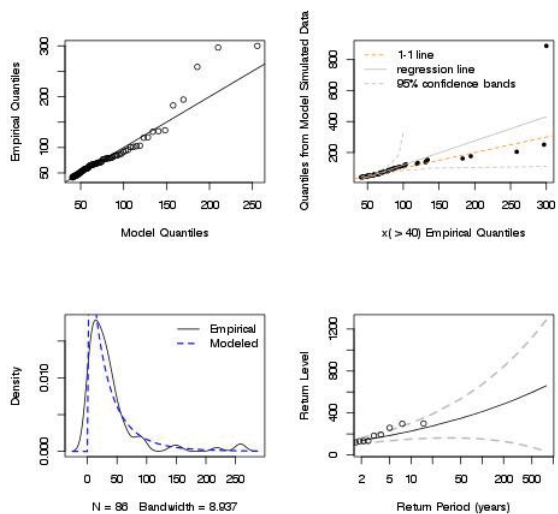 Empirical Quantiles
300
200
100
50
50
100
150
200
250
Model Quantiles
Quantiles from Model Simulated Data
800
600
400
200
1-1 line
regression line
95% confidence bands
50
100
150
200
250
300
x( > 40) Empirical Quantiles
Density
0.010
0.000
Empirical
Modeled
0
50
100
150
200
250
N = 86 Bandwidth = 8.937
Return Level
1200
800
400
0
2
5
10
50
100
200
500
Return Period (years)